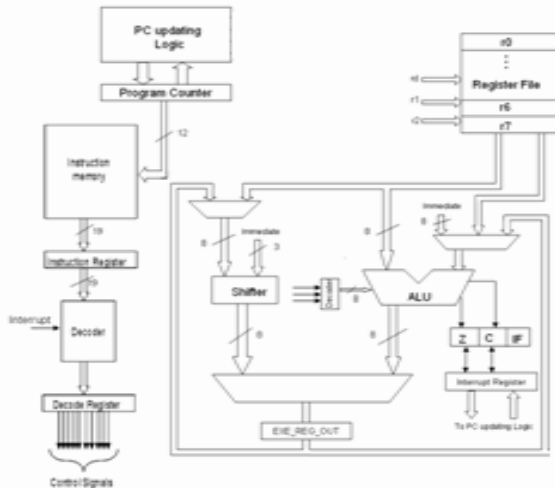 PC updating
Logic
Program Counter
12
Instruction
memory
19
Instruction Register
19
Interrupt
Decoder
Decode Register
Control Signals
r0
Register File
r6
r7
rd
r1
r2
Immediate
8
3
Shifter
8
Decoder
8
8
ALU
8
Immediate
8
Z C IF
Interrupt Register
To PC updating Logic
EXE_REG_OUT